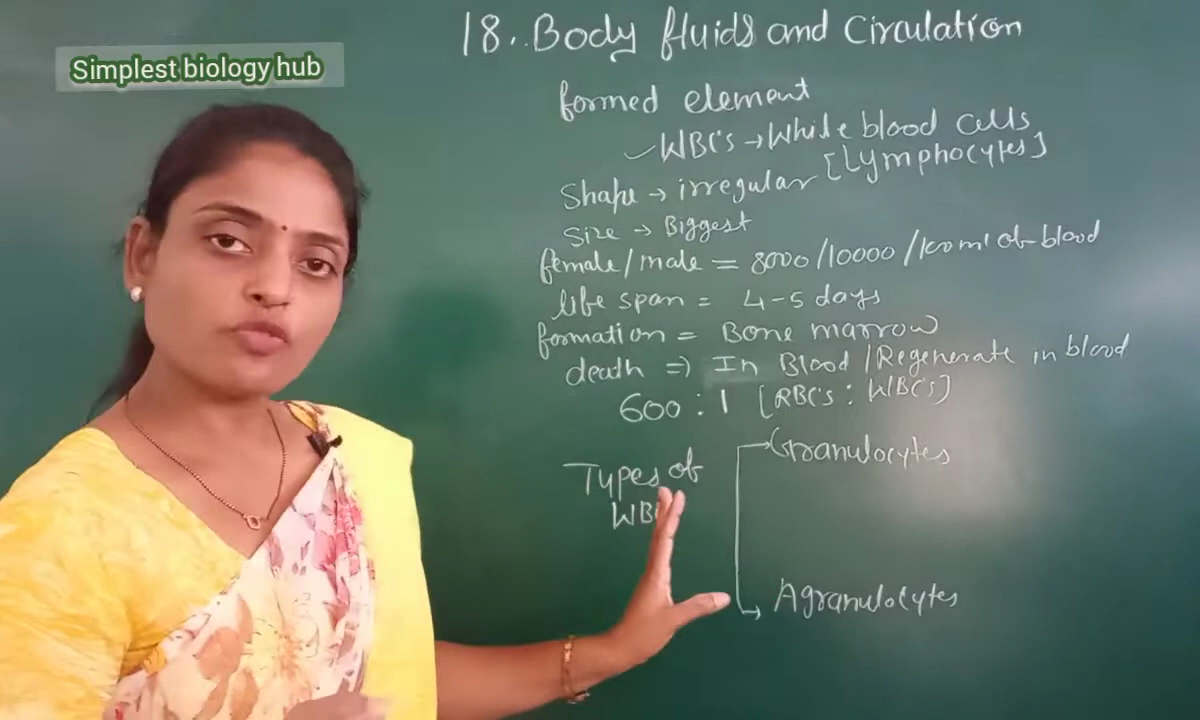 18. Body fluids and Circulation
Simplest biology hub
formed element
✓WBC's → White blood cells
[Lymphocytes]
Shape → irregular
Size → Biggest
female/male = 8000/10000/100ml of blood
life span = 4-5 days
formation = Bone marrow
death => In Blood/Regenerate in blood
600 : 1 [RBC's : WBC's]
Types of
WB
Granulocytes
Agranulocytes